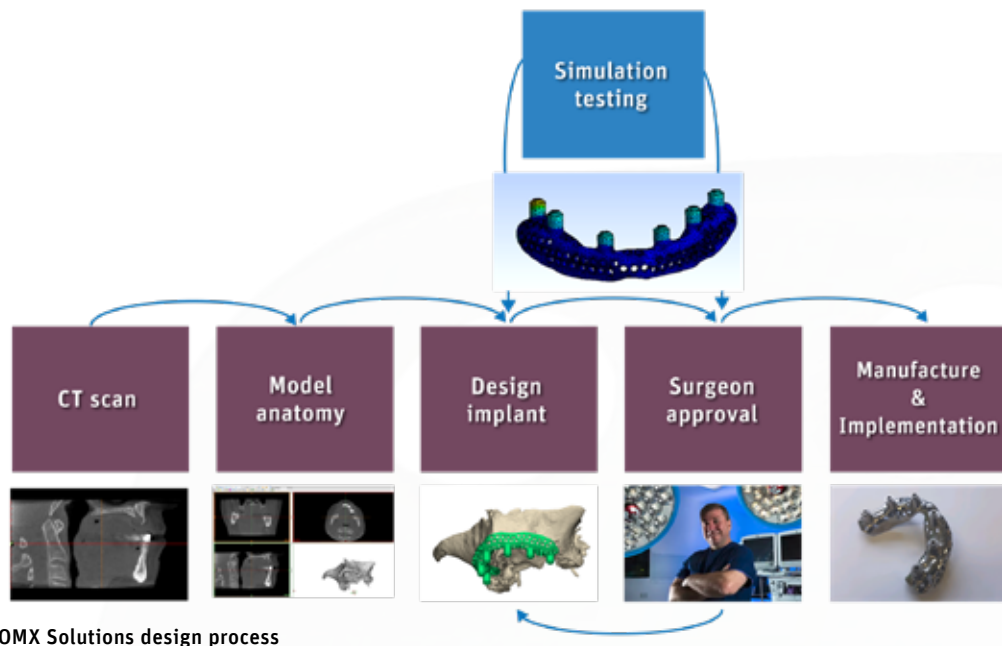 Simulation
testing
CT scan
Model
anatomy
Design
implant
Surgeon
approval
Manufacture
&
Implementation
OMX Solutions design process